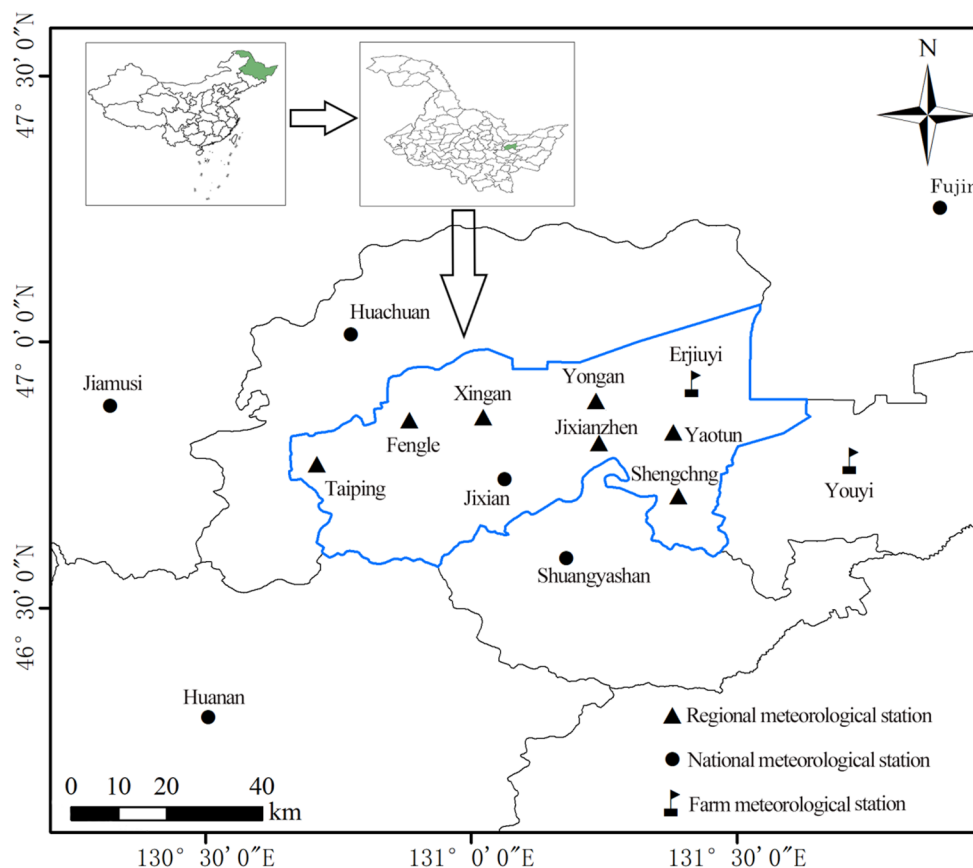 47° 30′ 0″N
N
Fujin
Huachuan
47° 0′ 0″N
Erjiuyi
Jiamusi
Xingan
Yongan
Fengle
Jixianzhen
Yaotun
Taiping
Jixian
Shengchng
Youyi
Shuangyashan
46° 30′ 0″N
Huanan
Regional meteorological station
National meteorological station
Farm meteorological station
0 10 20 40
km
130° 30′ 0″E
131° 0′ 0″E
131° 30′ 0″E